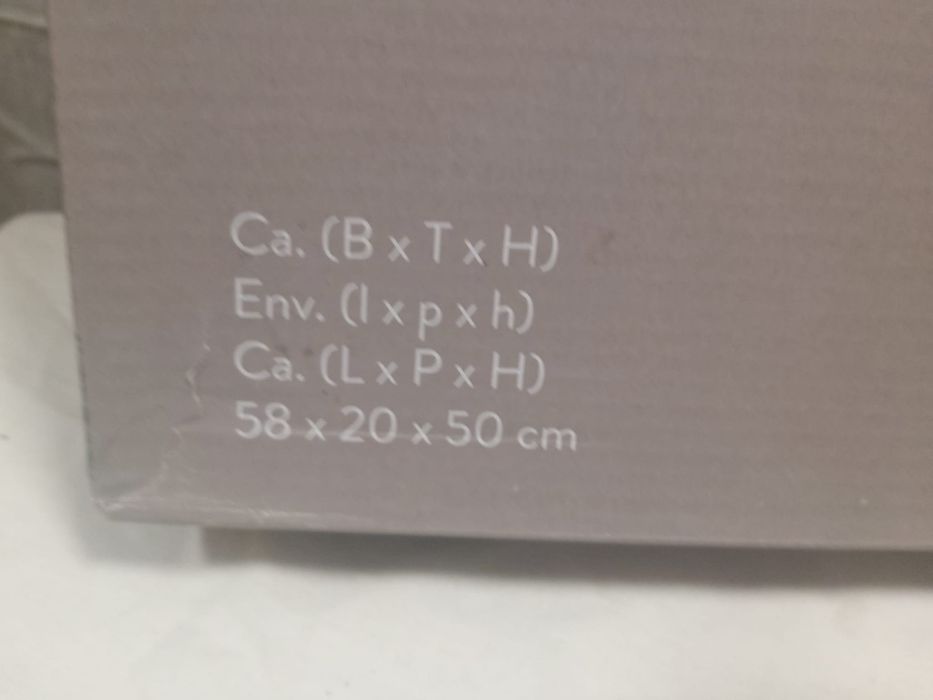 Ca. (B x T x H)
Env. (l x p x h)
Ca. (L x P x H)
58 x 20 x 50 cm